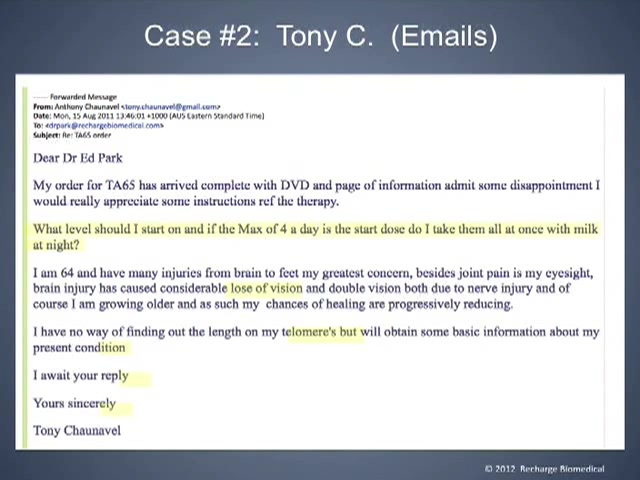 Case #2: Tony C. (Emails)
----- Forwarded Message
From: Anthony Chaunavel <tony.chaunavel@gmail.com>
Date: Mon, 15 Aug 2011 13:46:01 +1000 (AUS Eastern Standard Time)
To: <drpark@rechargebiomedical.com>
Subject: Re: TA65 order
Dear Dr Ed Park
My order for TA65 has arrived complete with DVD and page of information admit some disappointment I
would really appreciate some instructions ref the therapy.
What level should I start on and if the Max of 4 a day is the start dose do I take them all at once with milk
at night?
I am 64 and have many injuries from brain to feet my greatest concern, besides joint pain is my eyesight,
brain injury has caused considerable lose of vision and double vision both due to nerve injury and of
course I am growing older and as such my chances of healing are progressively reducing.
I have no way of finding out the length on my telomere's but will obtain some basic information about my
present condition
I await your reply
Yours sincerely
Tony Chaunavel
© 2012 Recharge Biomedical